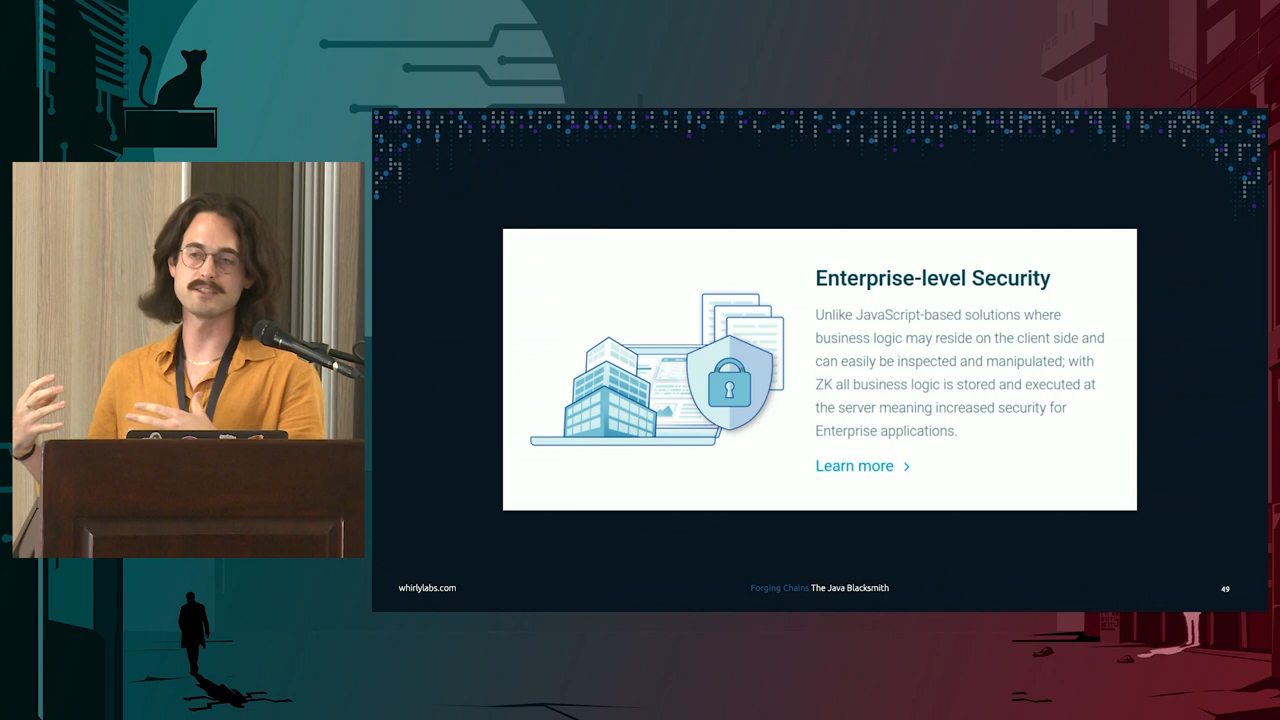 Enterprise-level Security
Unlike JavaScript-based solutions where
business logic may reside on the client side and
can easily be inspected and manipulated; with
ZK all business logic is stored and executed at
the server meaning increased security for
Enterprise applications.
Learn more
whirlylabs.com
Forging Chains The Java Blacksmith
49